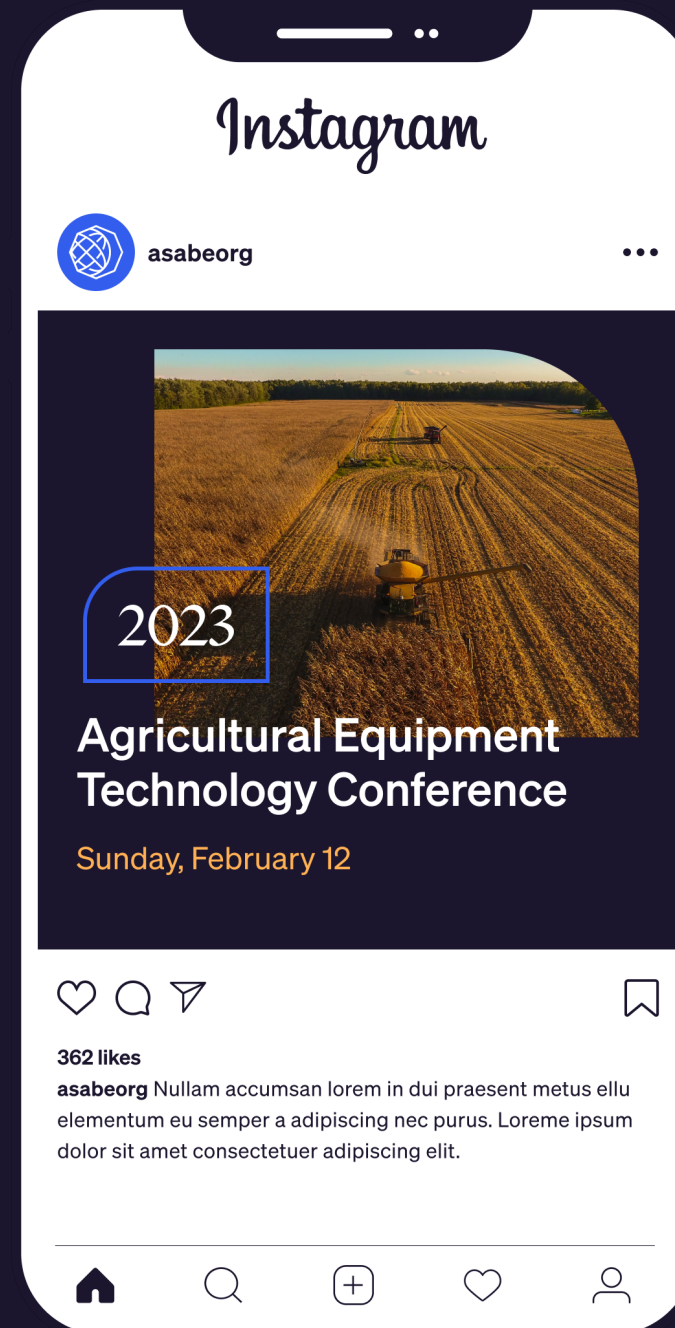 Instagram
asabeorg
2023
Agricultural Equipment
Technology Conference
Sunday, February 12
362 likes
asabeorg Nullam accumsan lorem in dui praesent metus ellu
elementum eu semper a adipiscing nec purus. Loreme ipsum
dolor sit amet consectetuer adipiscing elit.